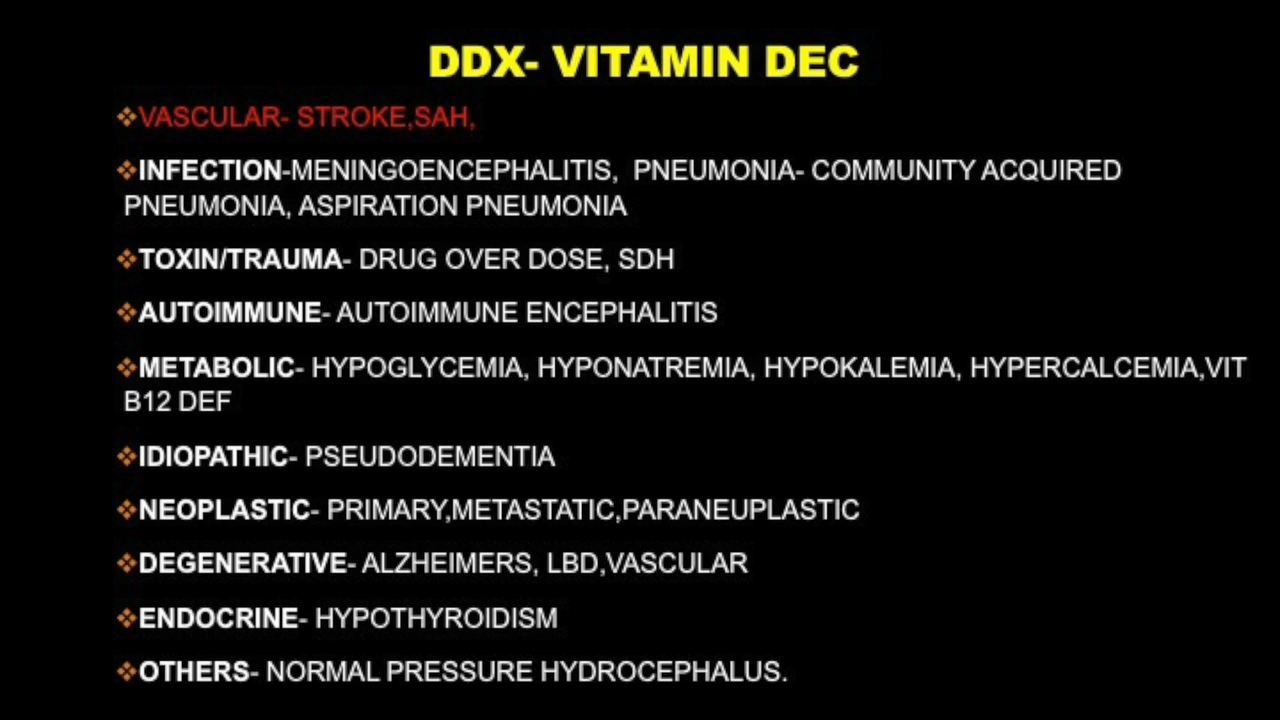 DDX- VITAMIN DEC
❖VASCULAR- STROKE,SAH,
❖INFECTION-MENINGOENCEPHALITIS, PNEUMONIA- COMMUNITY ACQUIRED
PNEUMONIA, ASPIRATION PNEUMONIA
❖TOXIN/TRAUMA- DRUG OVER DOSE, SDH
❖AUTOIMMUNE- AUTOIMMUNE ENCEPHALITIS
❖METABOLIC- HYPOGLYCEMIA, HYPONATREMIA, HYPOKALEMIA, HYPERCALCEMIA,VIT
B12 DEF
❖IDIOPATHIC- PSEUDODEMENTIA
❖NEOPLASTIC- PRIMARY,METASTATIC,PARANEUPLASTIC
❖DEGENERATIVE- ALZHEIMERS, LBD,VASCULAR
❖ENDOCRINE- HYPOTHYROIDISM
❖OTHERS- NORMAL PRESSURE HYDROCEPHALUS.